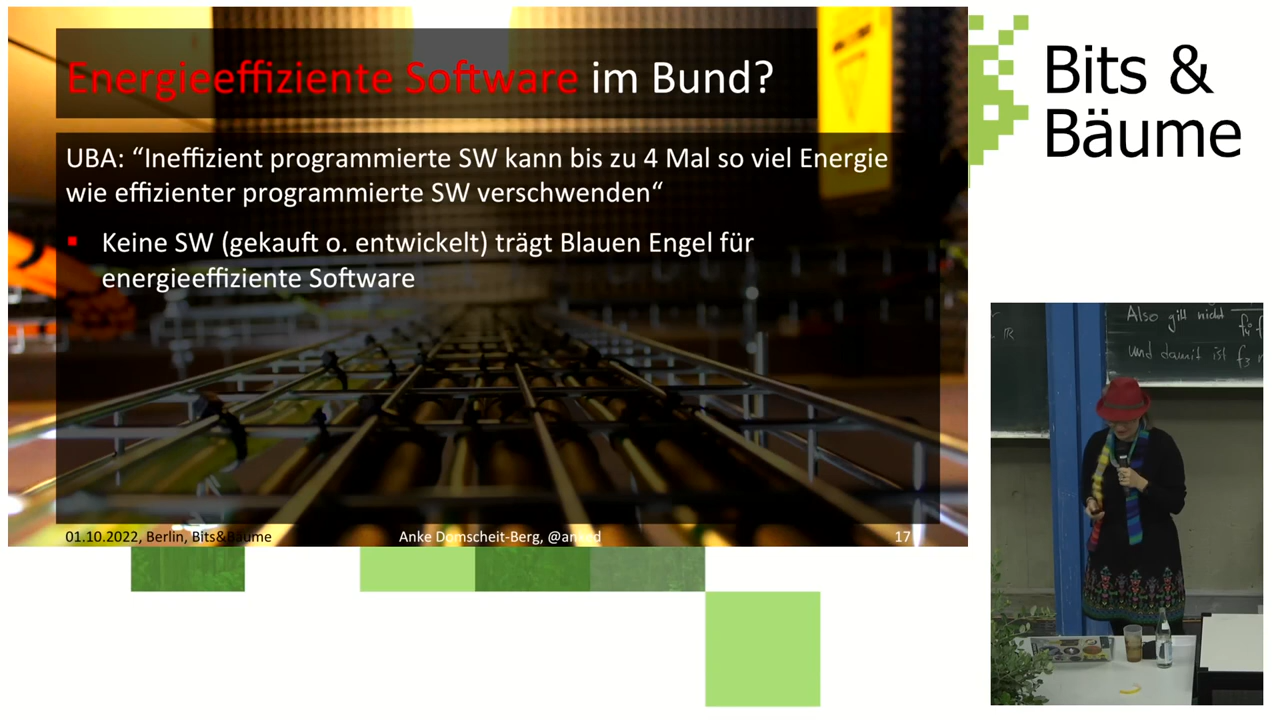 Energieeffiziente Software im Bund?
UBA: “Ineffizient programmierte SW kann bis zu 4 Mal so viel Energie
wie effizienter programmierte SW verschwenden“
Keine SW (gekauft o. entwickelt) trägt Blauen Engel für
energieeffiziente Software
01.10.2022, Berlin, Bits&Bäume
Anke Domscheit-Berg, @anked
17
Bits &
Bäume
Also gilt nicht
und damit ist f3